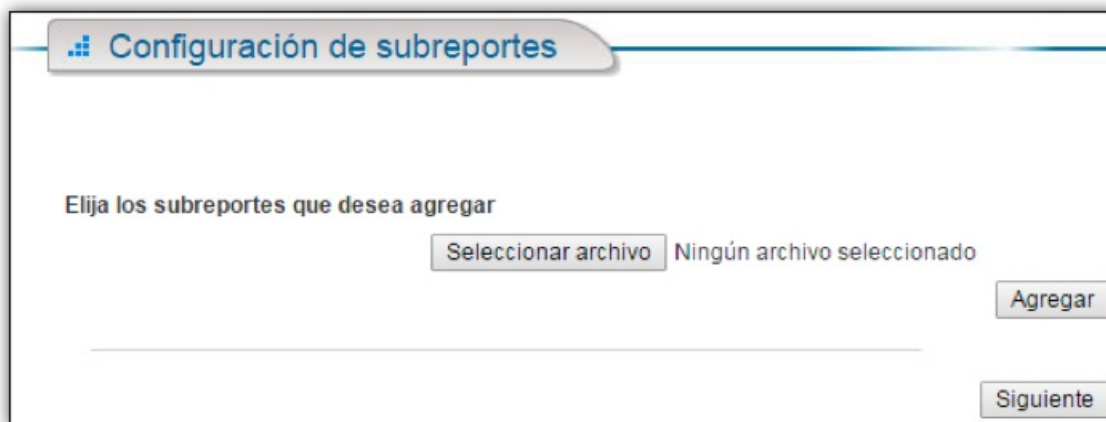 Configuración de subreportes
Elija los subreportes que desea agregar
Seleccionar archivo Ningún archivo seleccionado
Agregar
Siguiente